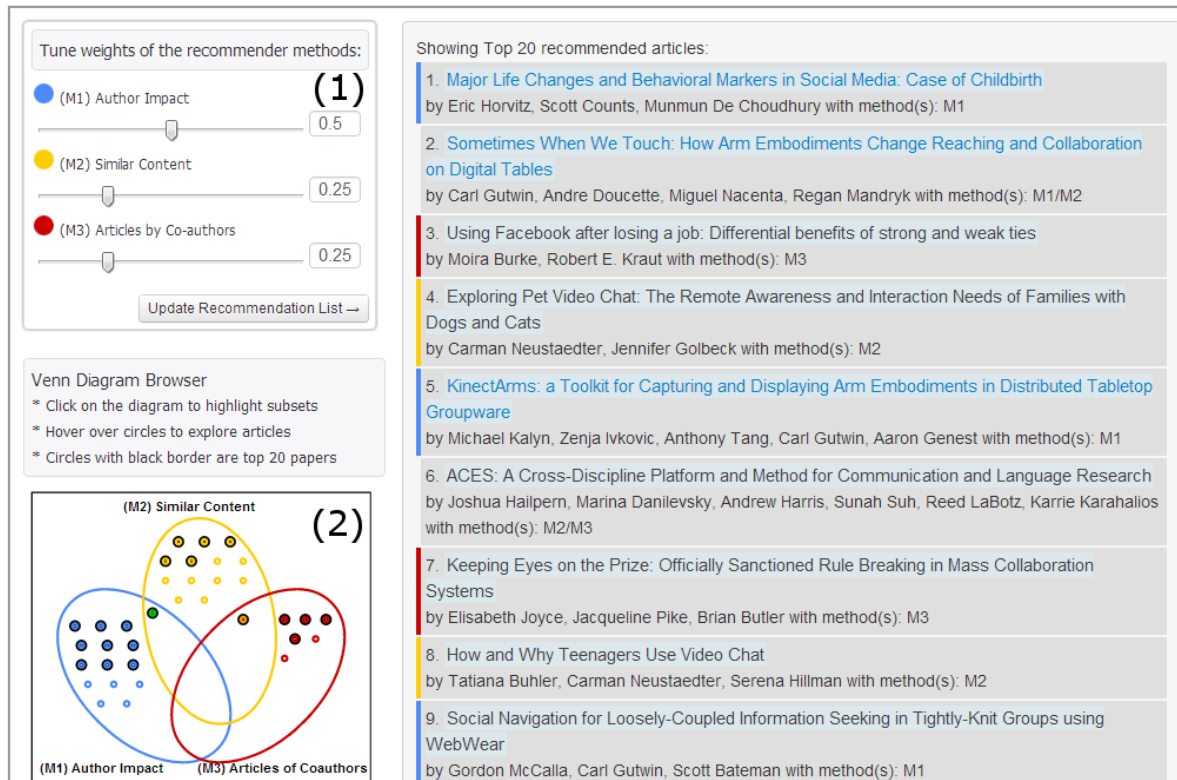 Tune weights of the recommender methods:
(1)
(M1) Author Impact
0.5
(M2) Similar Content
0.25
(M3) Articles by Co-authors
0.25
Update Recommendation List →
Venn Diagram Browser
* Click on the diagram to highlight subsets
* Hover over circles to explore articles
* Circles with black border are top 20 papers
(M2) Similar Content
(2)
(M1) Author Impact
(M3) Articles of Coauthors
Showing Top 20 recommended articles:
1. Major Life Changes and Behavioral Markers in Social Media: Case of Childbirth
by Eric Horvitz, Scott Counts, Munmun De Choudhury with method(s): M1
2. Sometimes When We Touch: How Arm Embodiments Change Reaching and Collaboration
on Digital Tables
by Carl Gutwin, Andre Doucette, Miguel Nacenta, Regan Mandryk with method(s): M1/M2
3. Using Facebook after losing a job: Differential benefits of strong and weak ties
by Moira Burke, Robert E. Kraut with method(s): M3
4. Exploring Pet Video Chat: The Remote Awareness and Interaction Needs of Families with
Dogs and Cats
by Carman Neustaedter, Jennifer Golbeck with method(s): M2
5. KinectArms: a Toolkit for Capturing and Displaying Arm Embodiments in Distributed Tabletop
Groupware
by Michael Kalyn, Zenja Ivkovic, Anthony Tang, Carl Gutwin, Aaron Genest with method(s): M1
6. ACES: A Cross-Discipline Platform and Method for Communication and Language Research
by Joshua Hailpern, Marina Danilevsky, Andrew Harris, Sunah Suh, Reed LaBotz, Karrie Karahalios
with method(s): M2/M3
7. Keeping Eyes on the Prize: Officially Sanctioned Rule Breaking in Mass Collaboration
Systems
by Elisabeth Joyce, Jacqueline Pike, Brian Butler with method(s): M3
8. How and Why Teenagers Use Video Chat
by Tatiana Buhler, Carman Neustaedter, Serena Hillman with method(s): M2
9. Social Navigation for Loosely-Coupled Information Seeking in Tightly-Knit Groups using
WebWear
by Gordon McCalla, Carl Gutwin, Scott Bateman with method(s): M1